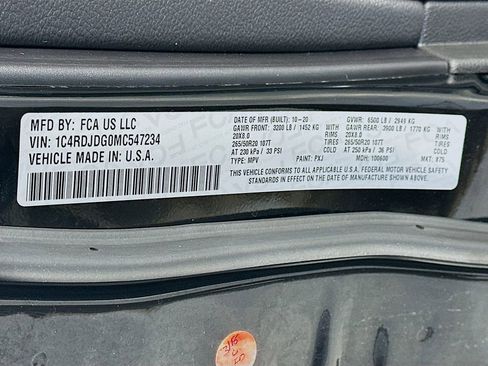 MFD BY: FCA US LLC
VIN: 1C4RDJDG0MC547234
VEHICLE MADE IN: U.S.A.
DATE OF MFR (BUILT): 10-20 GVWR: 6500 LB / 2949 KG
GAWR FRONT: 3200 LB / 1452 KG WITH GAWR REAR: 3900 LB / 1770 KG WITH
20X8.0 RIMS 20X8.0 RIMS
265/50R20 107T TIRES 265/50R20 107T TIRES
AT 230 kPa / 33 PSI COLD AT 250 kPa / 36 PSI COLD
TYPE: MPV PAINT: PXJ MDH: 100600 MXT: 875
THIS VEHICLE CONFORMS TO ALL APPLICABLE U.S.A. FEDERAL MOTOR VEHICLE SAFETY
STANDARDS IN EFFECT ON THE DATE OF MANUFACTURE SHOWN ABOVE.